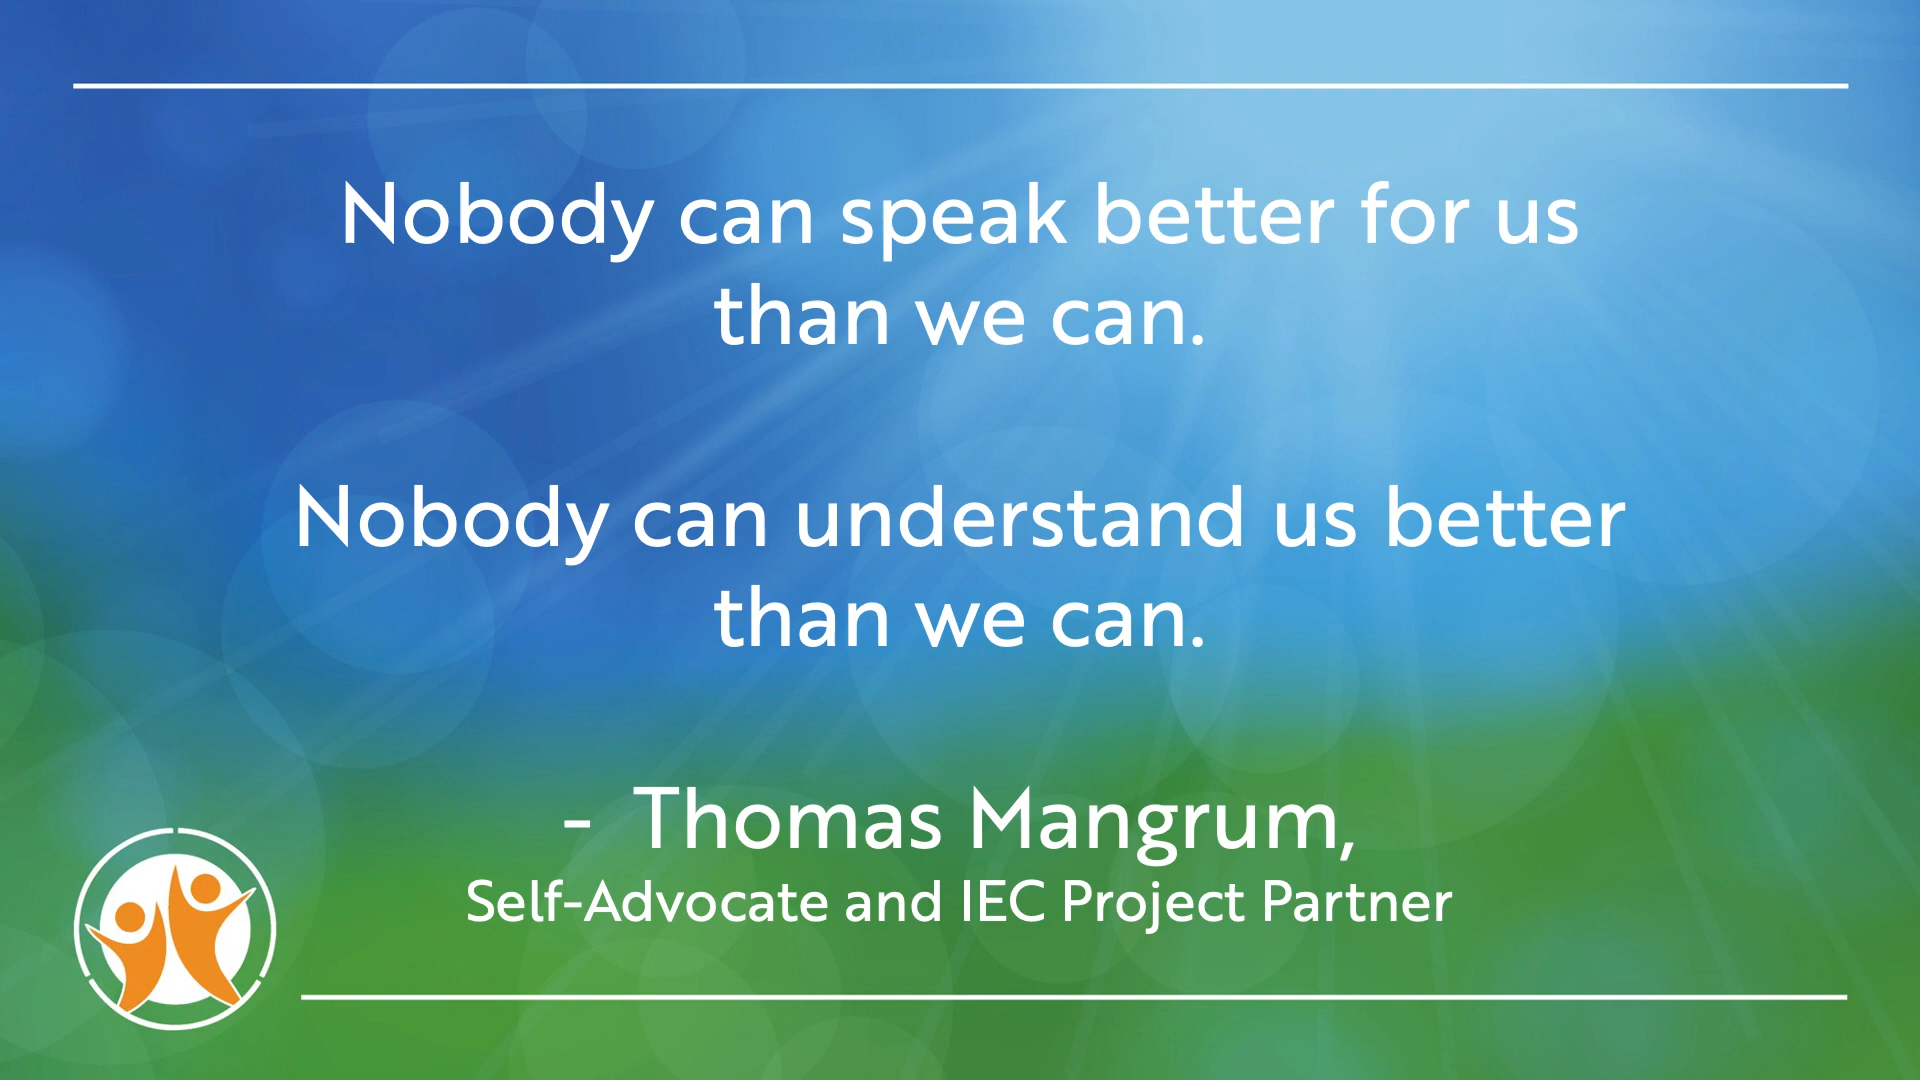 Nobody can speak better for us
than we can.
Nobody can understand us better
than we can.
- Thomas Mangrum,
Self-Advocate and IEC Project Partner